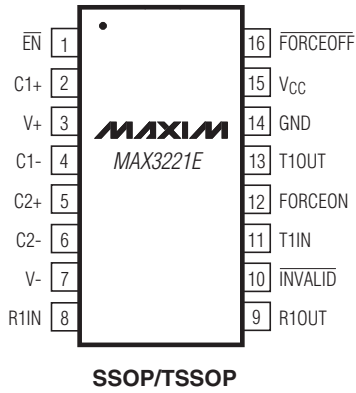 EN 1 16 FORCEOFF
C1+ 2 15 VCC
V+ 3 MAXIM 14 GND
C1- 4 MAX3221E 13 T1OUT
C2+ 5 12 FORCEON
C2- 6 11 T1IN
V- 7 10 INVALID
R1IN 8 9 R1OUT
SSOP/TSSOP